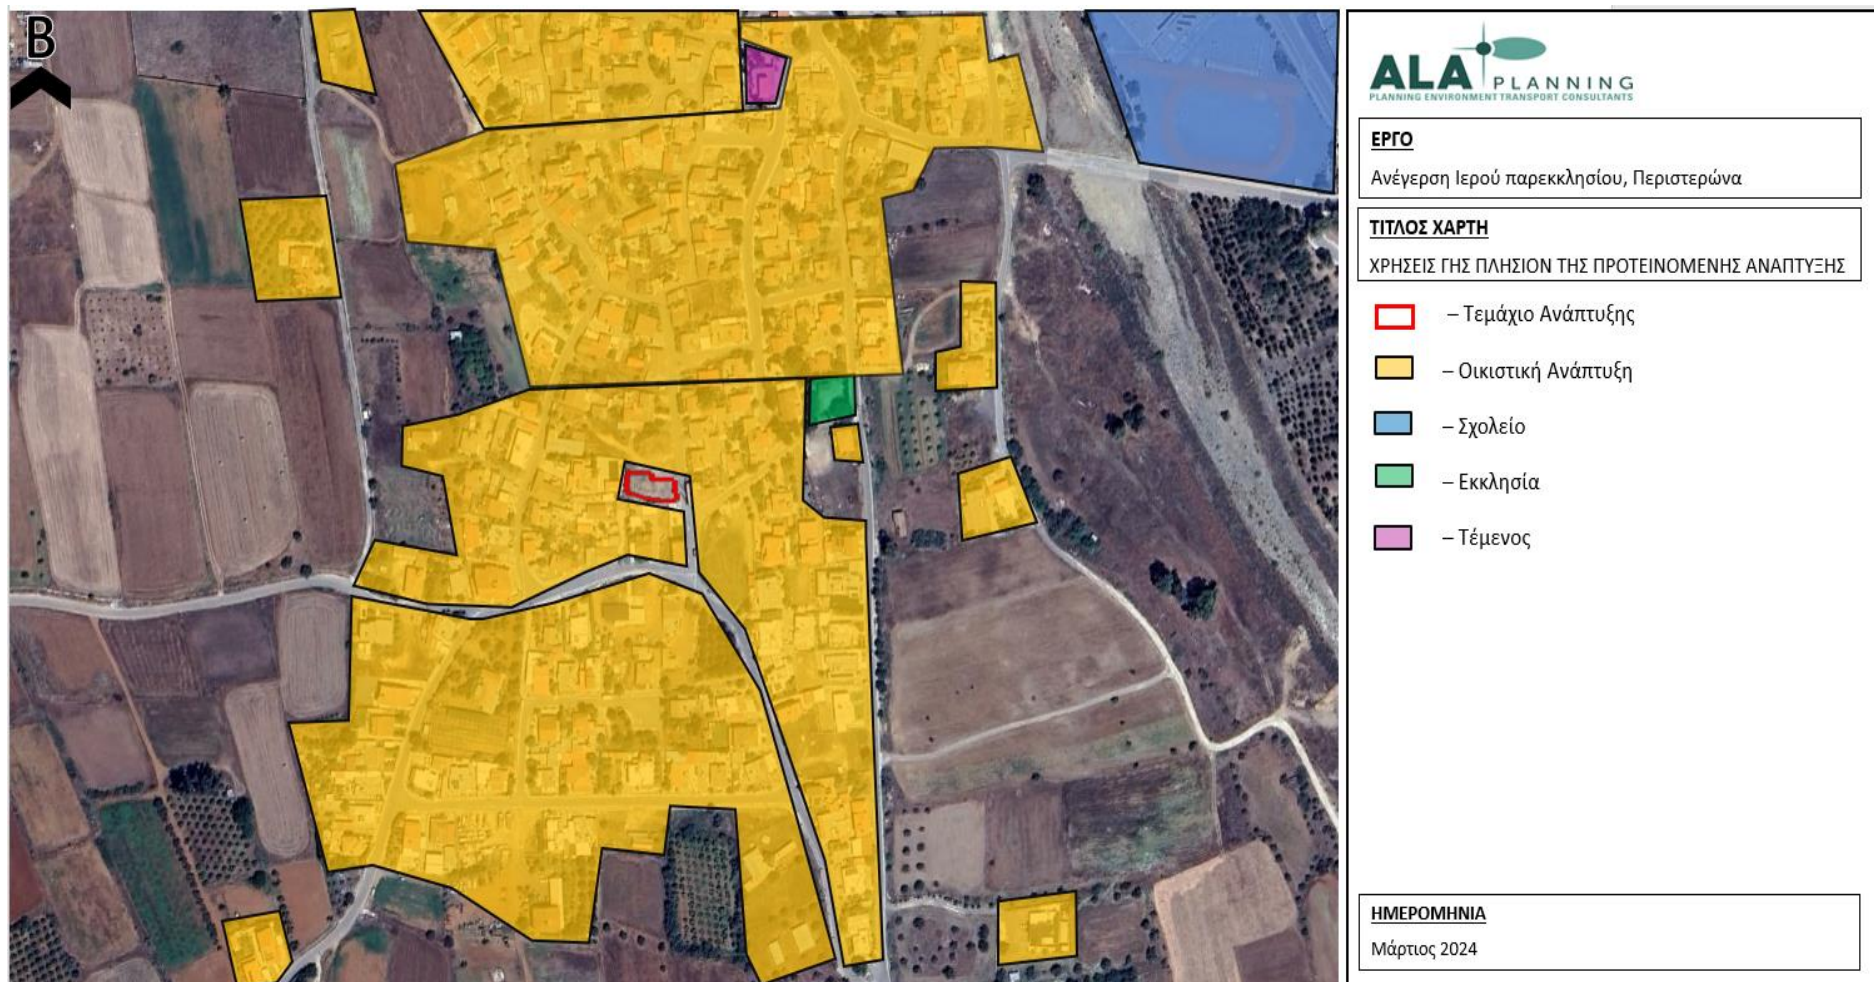 B
ALA PLANNING
PLANNING ENVIRONMENT TRANSPORT CONSULTANTS
ΕΡΓΟ
Ανέγερση Ιερού παρεκκλησίου, Περιστερώνα
ΤΙΤΛΟΣ ΧΑΡΤΗ
ΧΡΗΣΕΙΣ ΓΗΣ ΠΛΗΣΙΟΝ ΤΗΣ ΠΡΟΤΕΙΝΟΜΕΝΗΣ ΑΝΑΠΤΥΞΗΣ
– Τεμάχιο Ανάπτυξης
– Οικιστική Ανάπτυξη
– Σχολείο
– Εκκλησία
– Τέμενος
ΗΜΕΡΟΜΗΝΙΑ
Μάρτιος 2024